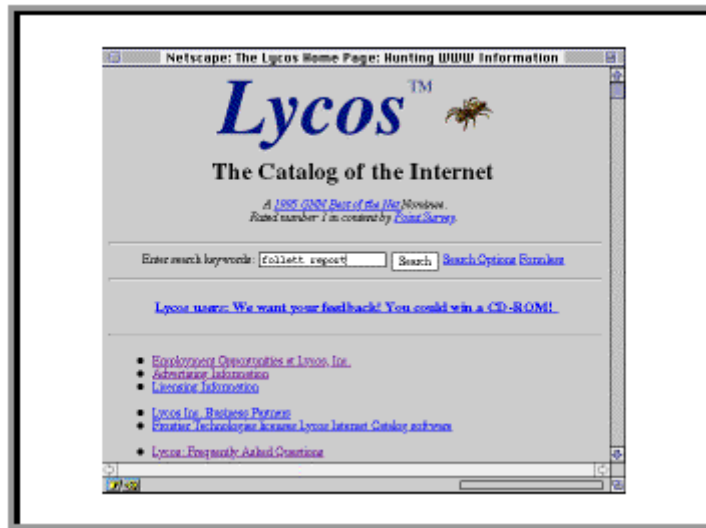 Netscape: The Lycos Home Page: Hunting WWW Information
Lycos™
The Catalog of the Internet
A 1995 GNN Best of the Net Nominee.
Rated number 1 in content by Point Survey.
Enter search keywords: follett report Search Search Options Formless
Lycos users: We want your feedback! You could win a CD-ROM!
Employment Opportunities at Lycos, Inc.
Advertising Information
Licensing Information
Lycos Inc. Business Partners
Frontier Technologies licenses Lycos Internet Catalog software
Lycos: Frequently Asked Questions